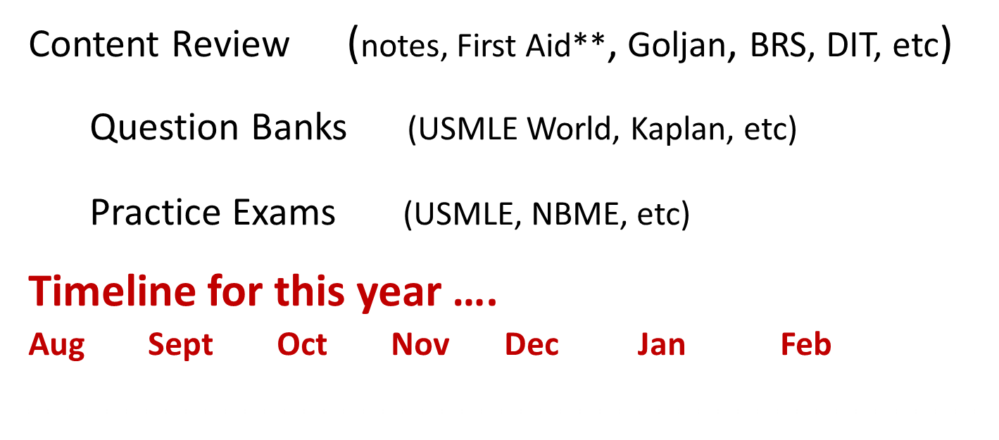 Content Review (notes, First Aid**, Goljan, BRS, DIT, etc)
Question Banks (USMLE World, Kaplan, etc)
Practice Exams (USMLE, NBME, etc)
Timeline for this year ....
Aug Sept Oct Nov Dec Jan Feb